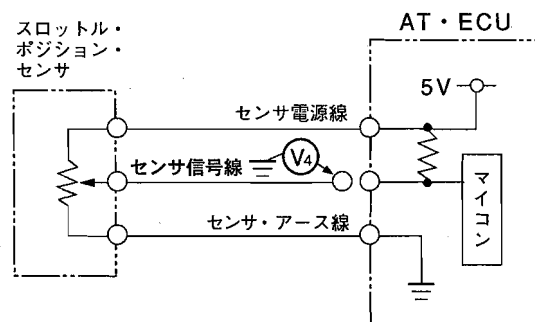 スロットル・
ポジション・
センサ
AT・ECU
5V
センサ電源線
センサ信号線
V4
センサ・アース線
マイコン